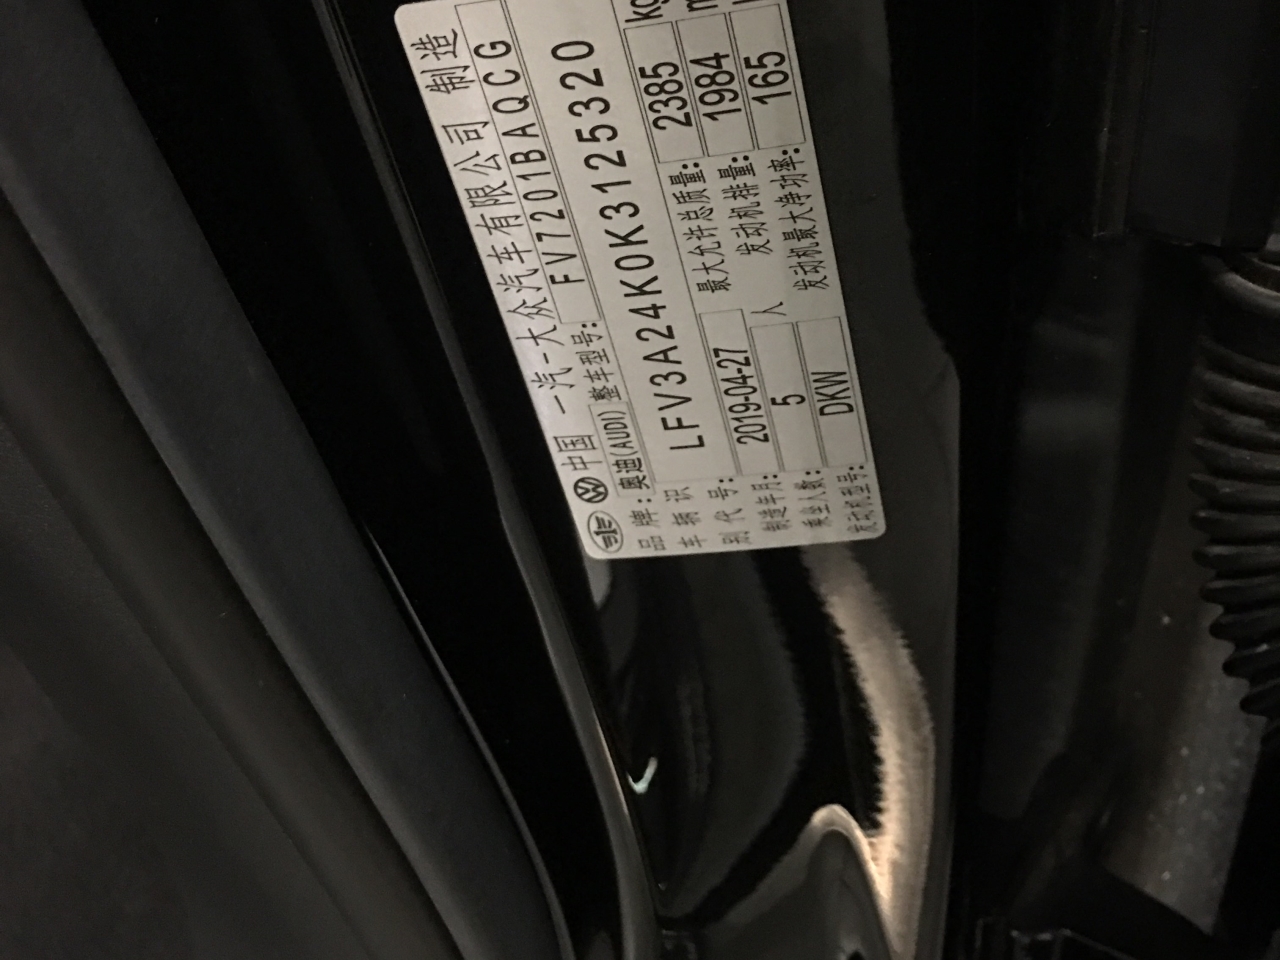 中国 一汽-大众汽车有限公司 制造
品牌: 奥迪(AUDI) 整车型号: FV7201BAQCG
车辆识别代号: LFV3A24K0K3125320
制造年月: 2019-04-27 最大允许总质量: 2385 kg
乘坐人数: 5 人 发动机排量: 1984
发动机型号: DKW 发动机最大净功率: 165